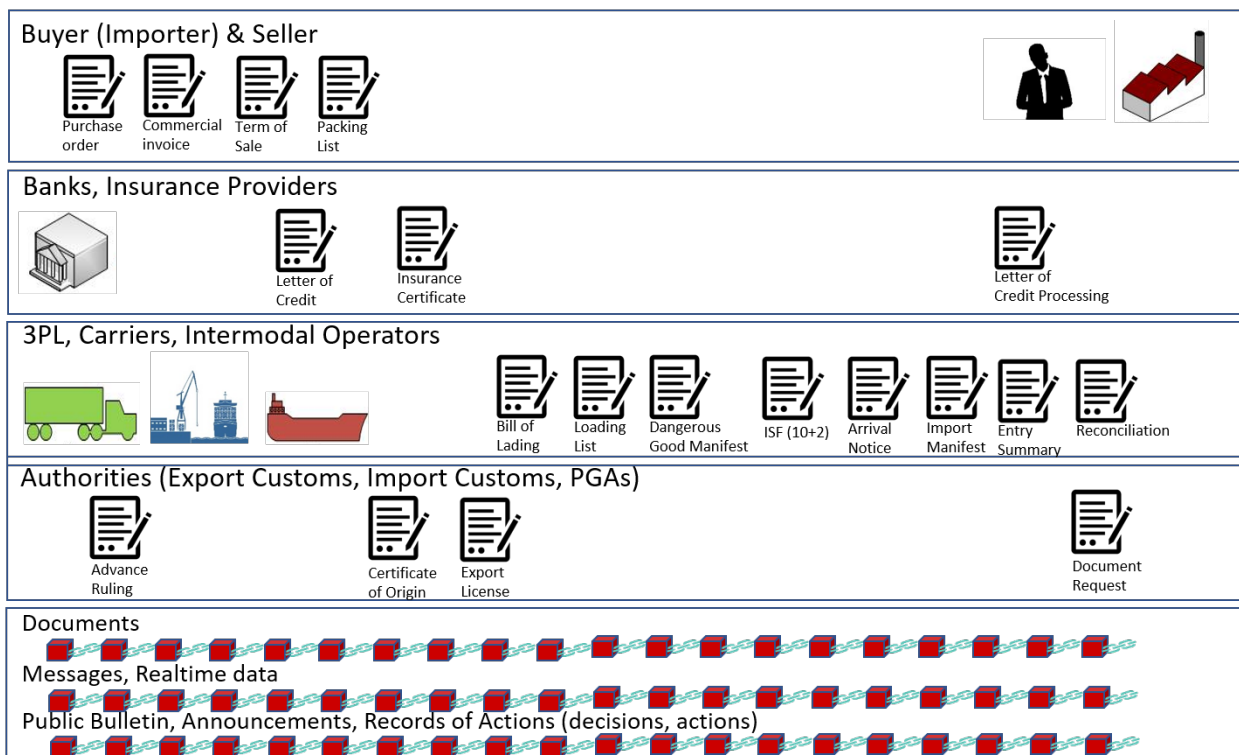 Buyer (Importer) & Seller
Purchase
order
Commercial
invoice
Term of
Sale
Packing
List
Banks, Insurance Providers
Letter of
Credit
Insurance
Certificate
Letter of
Credit Processing
3PL, Carriers, Intermodal Operators
Bill of
Lading
Loading
List
Dangerous
Good Manifest
ISF (10+2)
Arrival
Notice
Import
Manifest
Entry
Summary
Reconciliation
Authorities (Export Customs, Import Customs, PGAs)
Advance
Ruling
Certificate
of Origin
Export
License
Document
Request
Documents
Messages, Realtime data
Public Bulletin, Announcements, Records of Actions (decisions, actions)